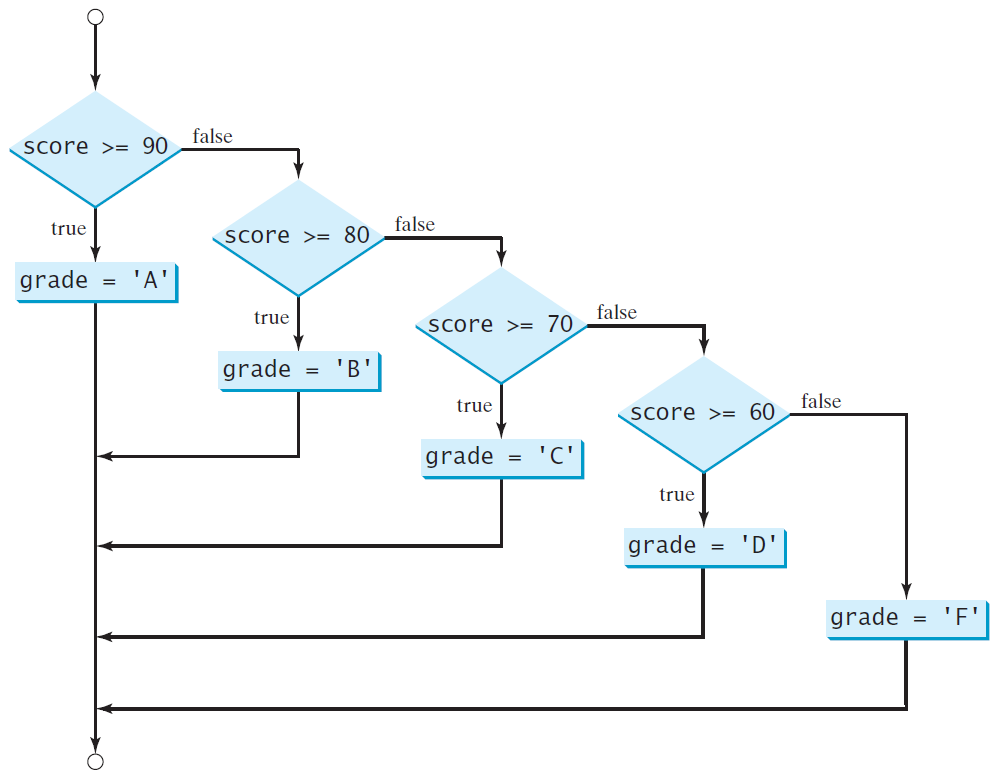 score >= 90
false
true
grade = 'A'
score >= 80
false
true
grade = 'B'
score >= 70
false
true
grade = 'C'
score >= 60
false
true
grade = 'D'
grade = 'F'